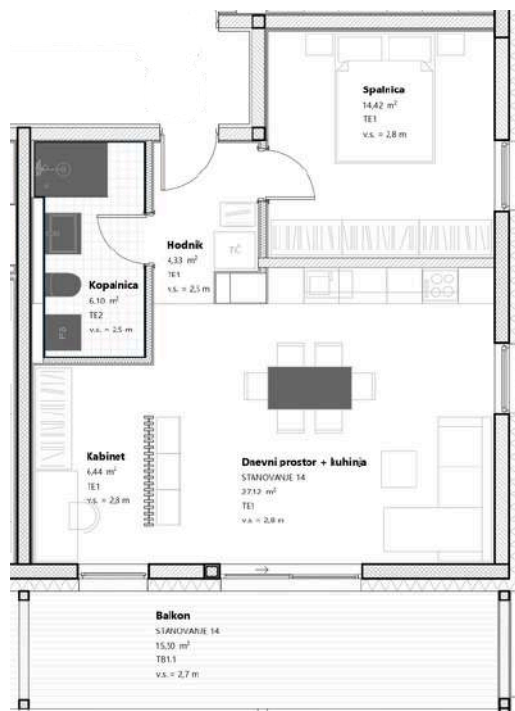 Spalnica
14,42 m²
TE1
v.s. = 2,8 m
Hodnik
4,33 m²
TE1
v.s. = 2,5 m
TČ
Kopalnica
6,10 m²
TE2
v.s. = 2,5 m
PS
Kabinet
6,44 m²
TE1
v.s. = 2,8 m
Dnevni prostor + kuhinja
STANOVANJE 14
27,12 m²
TE1
v.s. = 2,8 m
Balkon
STANOVANJE 14
15,30 m²
TB1.1
v.s. = 2,7 m